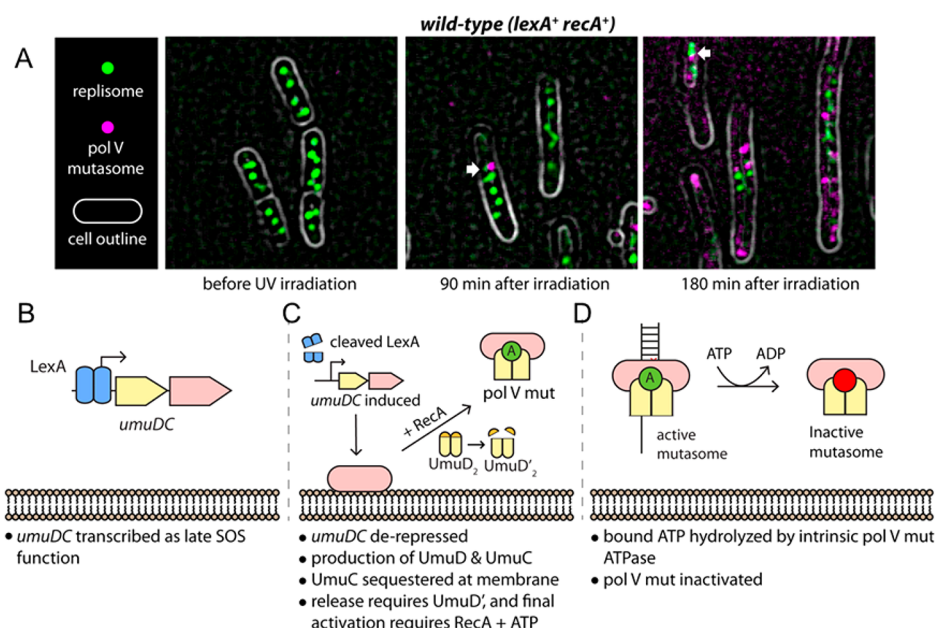 wild-type (lexA⁺ recA⁺)
A
replisome
pol V
mutasome
cell outline
before UV irradiation
90 min after irradiation
180 min after irradiation
B
LexA
umuDC
• umuDC transcribed as late SOS
function
C
cleaved LexA
umuDC induced
+ RecA
A
pol V mut
UmuD₂
UmuD'₂
• umuDC de-repressed
• production of UmuD & UmuC
• UmuC sequestered at membrane
• release requires UmuD', and final
activation requires RecA + ATP
D
A
ATP
ADP
active
mutasome
Inactive
mutasome
• bound ATP hydrolyzed by intrinsic pol V mut
ATPase
• pol V mut inactivated